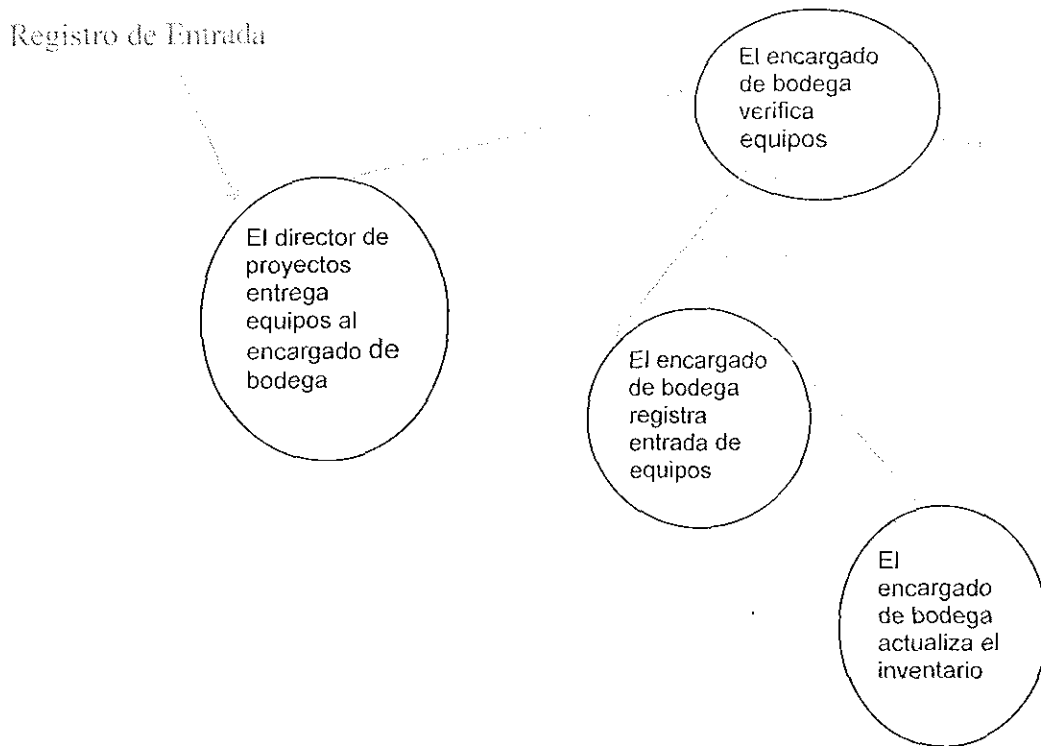 Registro de Entrada
El encargado
de bodega
verifica
equipos
El director de
proyectos
entrega
equipos al
encargado de
bodega
El encargado
de bodega
registra
entrada de
equipos
El
encargado
de bodega
actualiza el
inventario